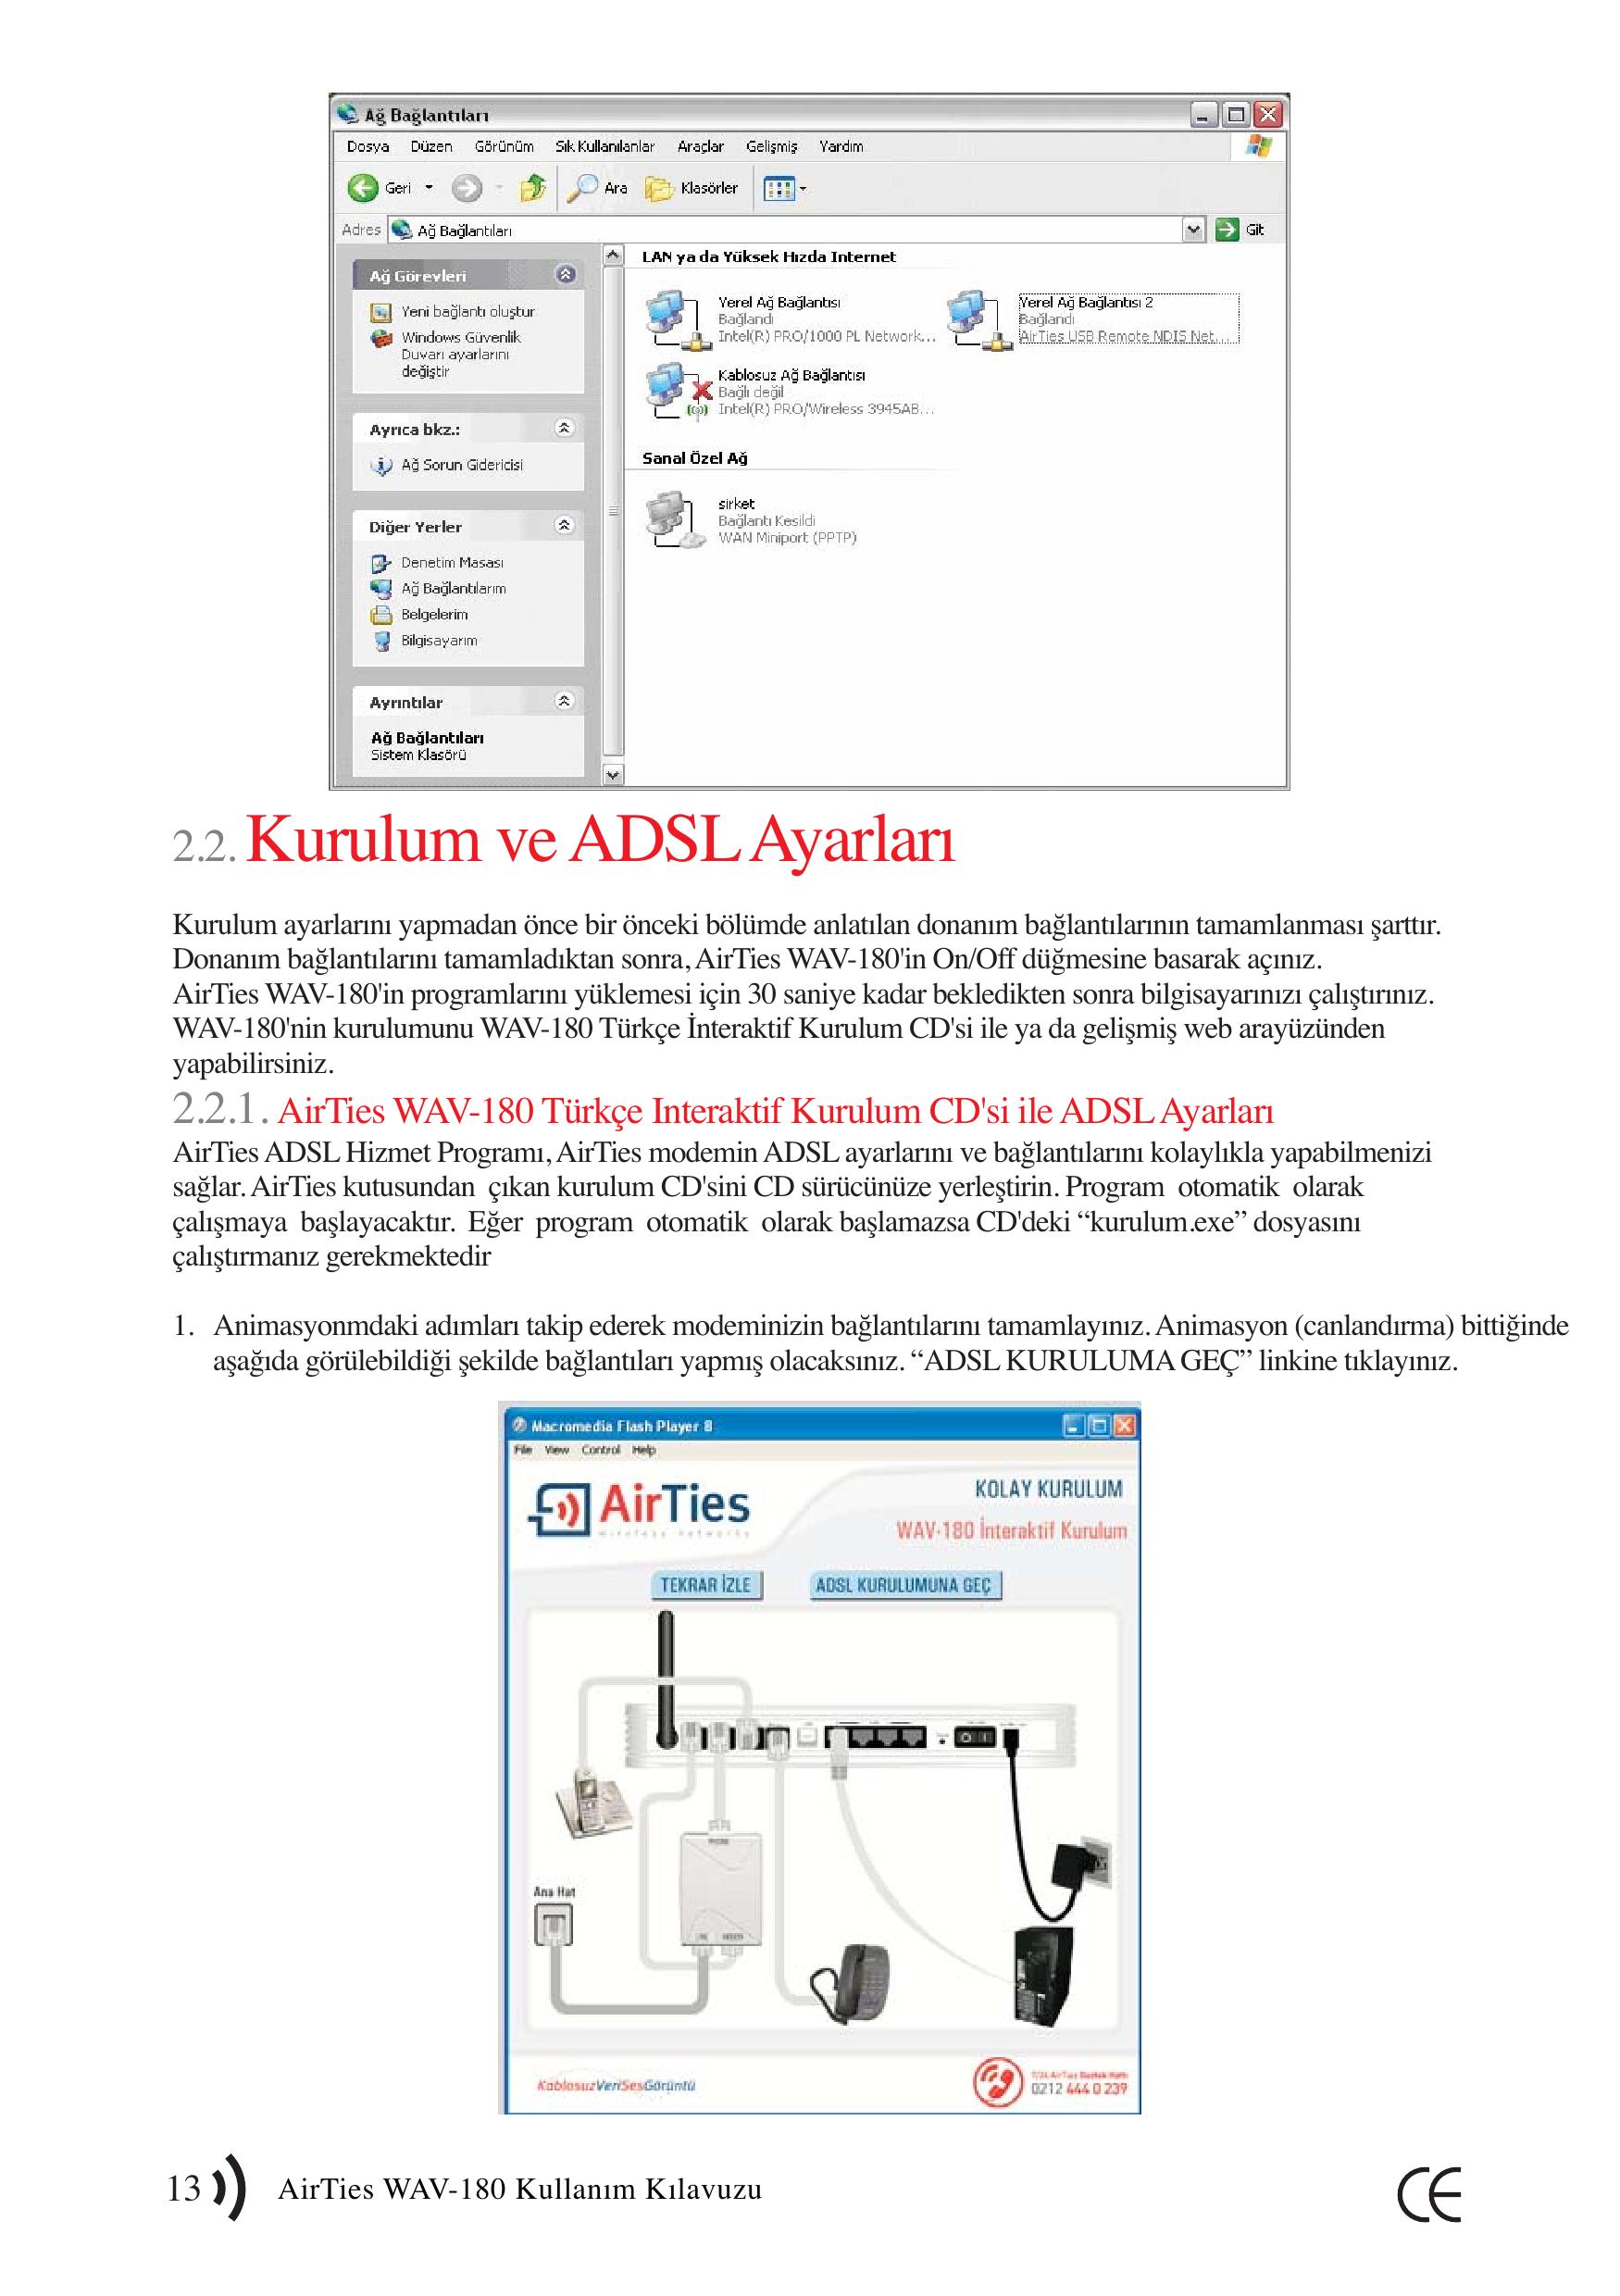 Ağ Bağlantıları
Dosya Düzen Görünüm Sık Kullanılanlar Araçlar Gelişmiş Yardım
Geri Ara Klasörler
Adres Ağ Bağlantıları Git
Ağ Görevleri
Yeni bağlantı oluştur
Windows Güvenlik
Duvarı ayarlarını
değiştir
Ayrıca bkz.:
Ağ Sorun Gidericisi
Diğer Yerler
Denetim Masası
Ağ Bağlantılarım
Belgelerim
Bilgisayarım
Ayrıntılar
Ağ Bağlantıları
Sistem Klasörü
LAN ya da Yüksek Hızda Internet
Yerel Ağ Bağlantısı
Bağlandı
Intel(R) PRO/1000 PL Network...
Yerel Ağ Bağlantısı 2
Bağlandı
AirTies USB Remote NDIS Net...
Kablosuz Ağ Bağlantısı
Bağlı değil
Intel(R) PRO/Wireless 3945AB...
Sanal Özel Ağ
sirket
Bağlantı Kesildi
WAN Miniport (PPTP)
2.2. Kurulum ve ADSL Ayarları
Kurulum ayarlarını yapmadan önce bir önceki bölümde anlatılan donanım bağlantılarının tamamlanması şarttır.
Donanım bağlantılarını tamamladıktan sonra, AirTies WAV-180'in On/Off düğmesine basarak açınız.
AirTies WAV-180'in programlarını yüklemesi için 30 saniye kadar bekledikten sonra bilgisayarınızı çalıştırınız.
WAV-180'nin kurulumunu WAV-180 Türkçe İnteraktif Kurulum CD'si ile ya da gelişmiş web arayüzünden
yapabilirsiniz.
2.2.1. AirTies WAV-180 Türkçe Interaktif Kurulum CD'si ile ADSL Ayarları
AirTies ADSL Hizmet Programı, AirTies modemin ADSL ayarlarını ve bağlantılarını kolaylıkla yapabilmenizi
sağlar. AirTies kutusundan çıkan kurulum CD'sini CD sürücünüze yerleştirin. Program otomatik olarak
çalışmaya başlayacaktır. Eğer program otomatik olarak başlamazsa CD'deki “kurulum.exe” dosyasını
çalıştırmanız gerekmektedir
1. Animasyonmdaki adımları takip ederek modeminizin bağlantılarını tamamlayınız. Animasyon (canlandırma) bittiğinde
aşağıda görülebildiği şekilde bağlantıları yapmış olacaksınız. “ADSL KURULUMA GEÇ” linkine tıklayınız.
Macromedia Flash Player 8
File View Control Help
AirTies
wireless networks
KOLAY KURULUM
WAV-180 İnteraktif Kurulum
TEKRAR İZLE
ADSL KURULUMUNA GEÇ
Ana Hat
KablosuzVeriSesGörüntü
7/24 AirTies Destek Hattı
0212 444 0 239
13 AirTies WAV-180 Kullanım Kılavuzu
CE